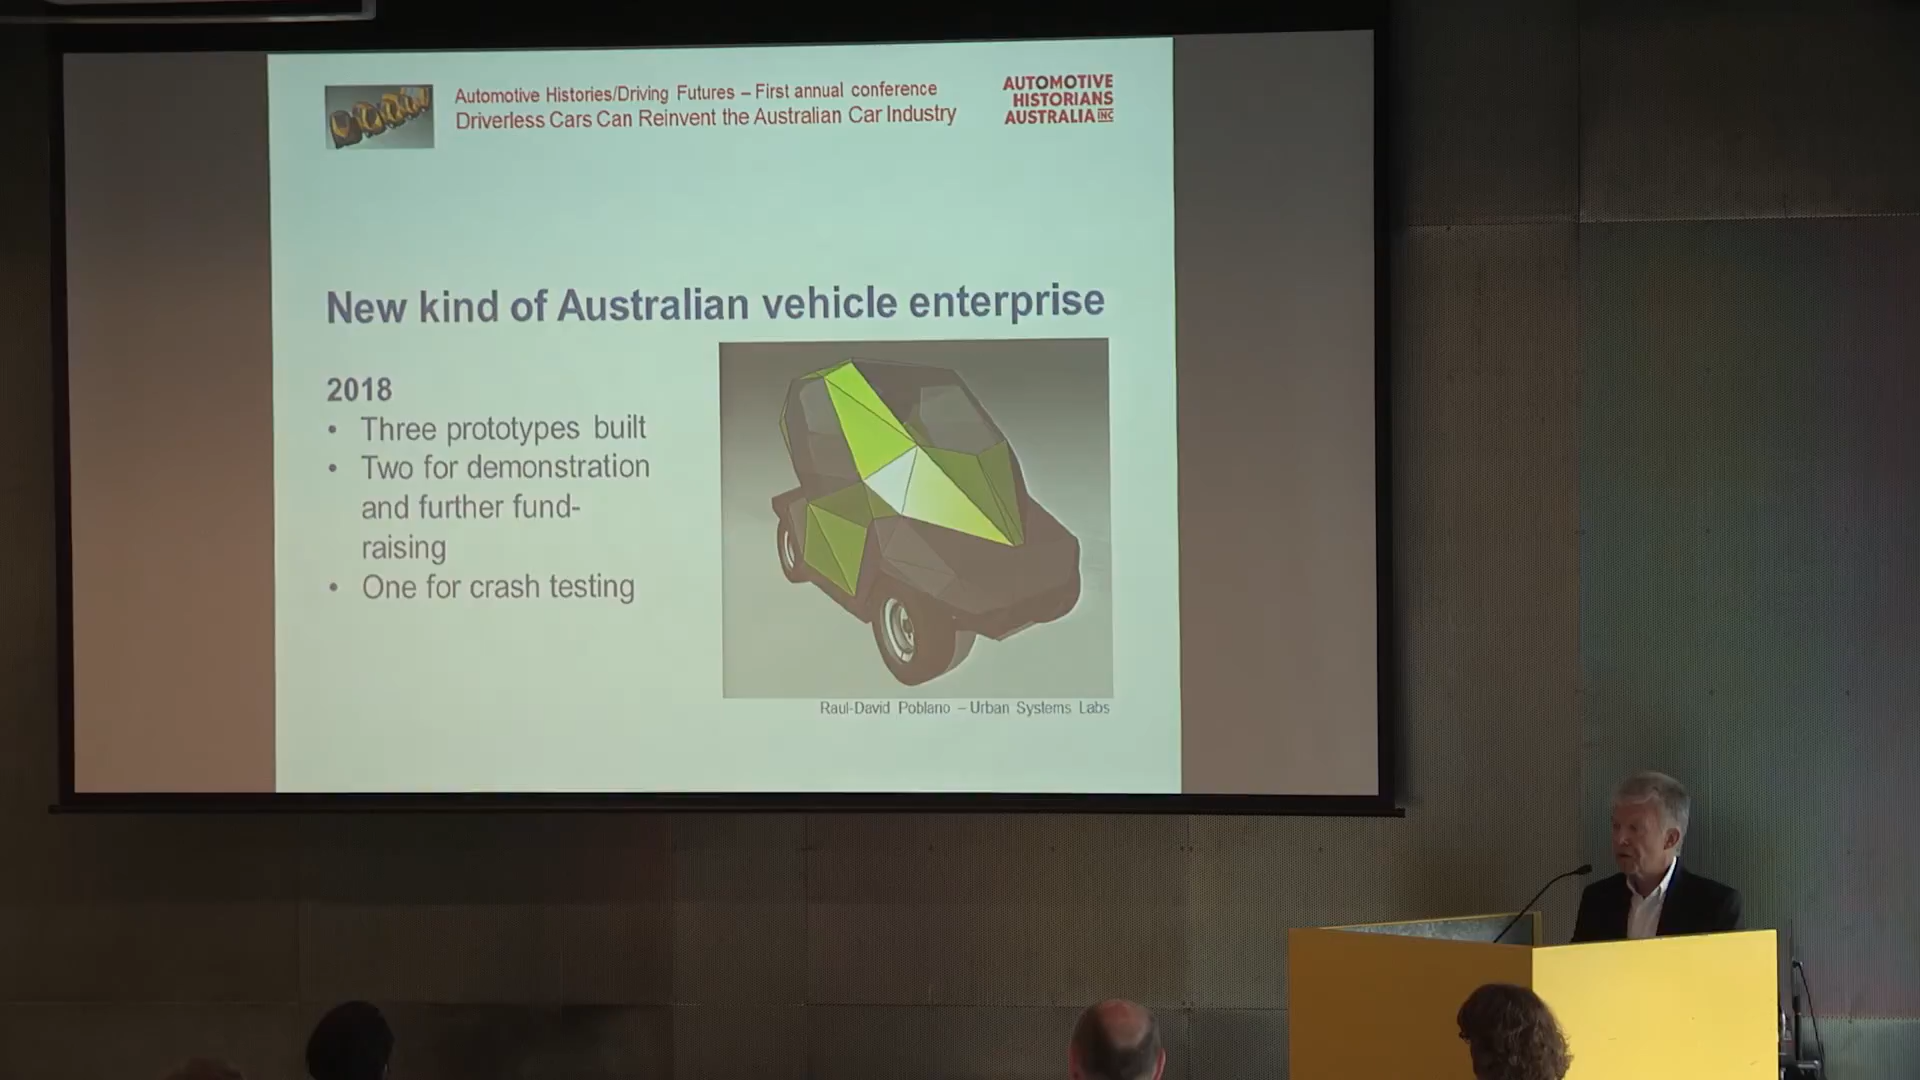 Automotive Histories/Driving Futures – First annual conference
Driverless Cars Can Reinvent the Australian Car Industry
AUTOMOTIVE
HISTORIANS
AUSTRALIA INC
New kind of Australian vehicle enterprise
2018
• Three prototypes built
• Two for demonstration
and further fund-
raising
• One for crash testing
Raul-David Poblano – Urban Systems Labs